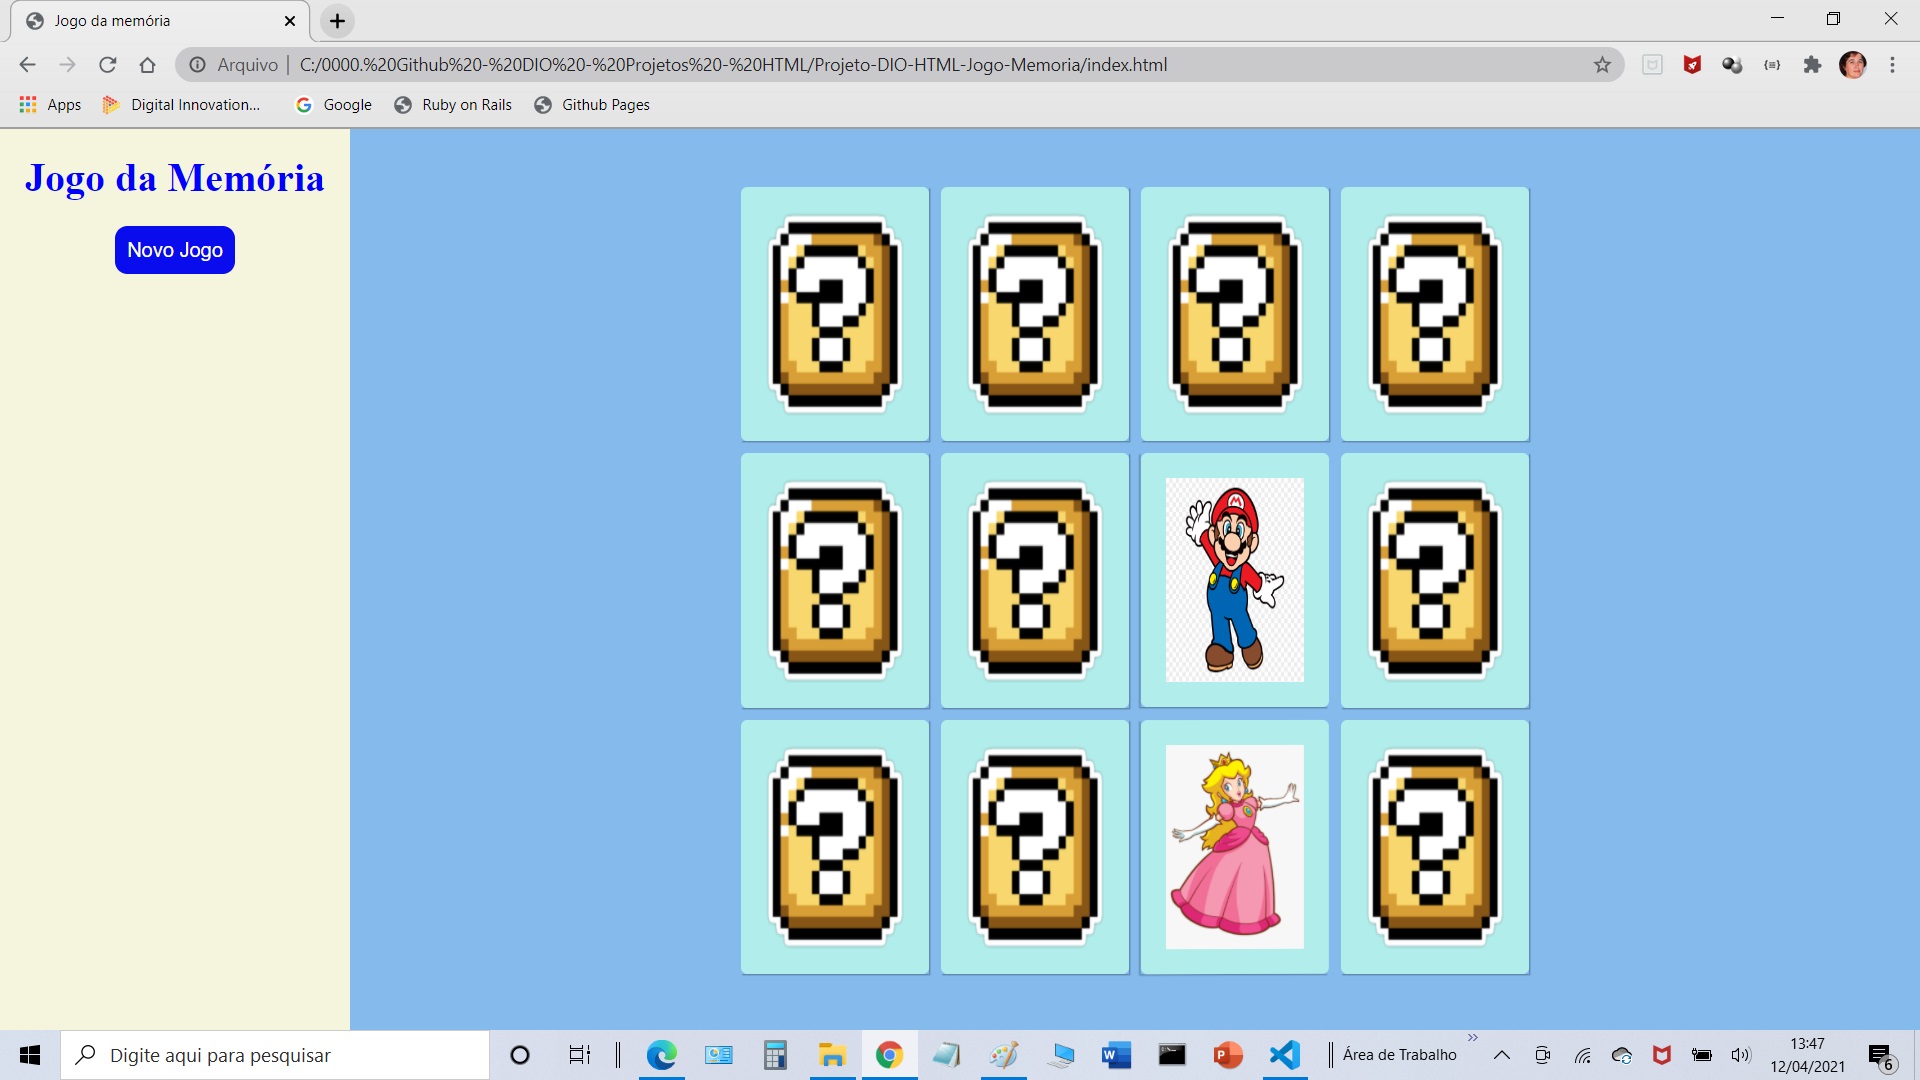 Jogo da memória
Arquivo | C:/0000.%20Github%20-%20DIO%20-%20Projetos%20-%20HTML/Projeto-DIO-HTML-Jogo-Memoria/index.html
Apps Digital Innovation... Google Ruby on Rails Github Pages
Jogo da Memória
Novo Jogo
? ? ? ?
? ? M ?
? ? ?
Digite aqui para pesquisar
Área de Trabalho
13:47
12/04/2021
6